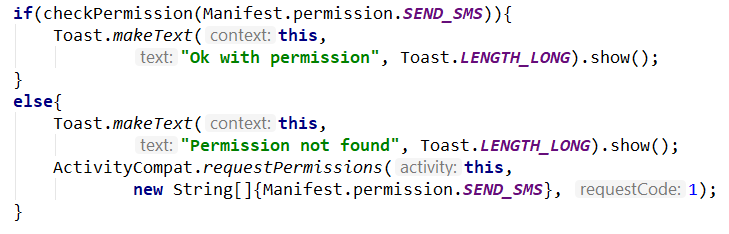 if(checkPermission(Manifest.permission.SEND_SMS)){
Toast.makeText( context: this,
text: "Ok with permission", Toast.LENGTH_LONG).show();
}
else{
Toast.makeText( context: this,
text: "Permission not found", Toast.LENGTH_LONG).show();
ActivityCompat.requestPermissions( activity: this,
new String[]{Manifest.permission.SEND_SMS}, requestCode: 1);
}